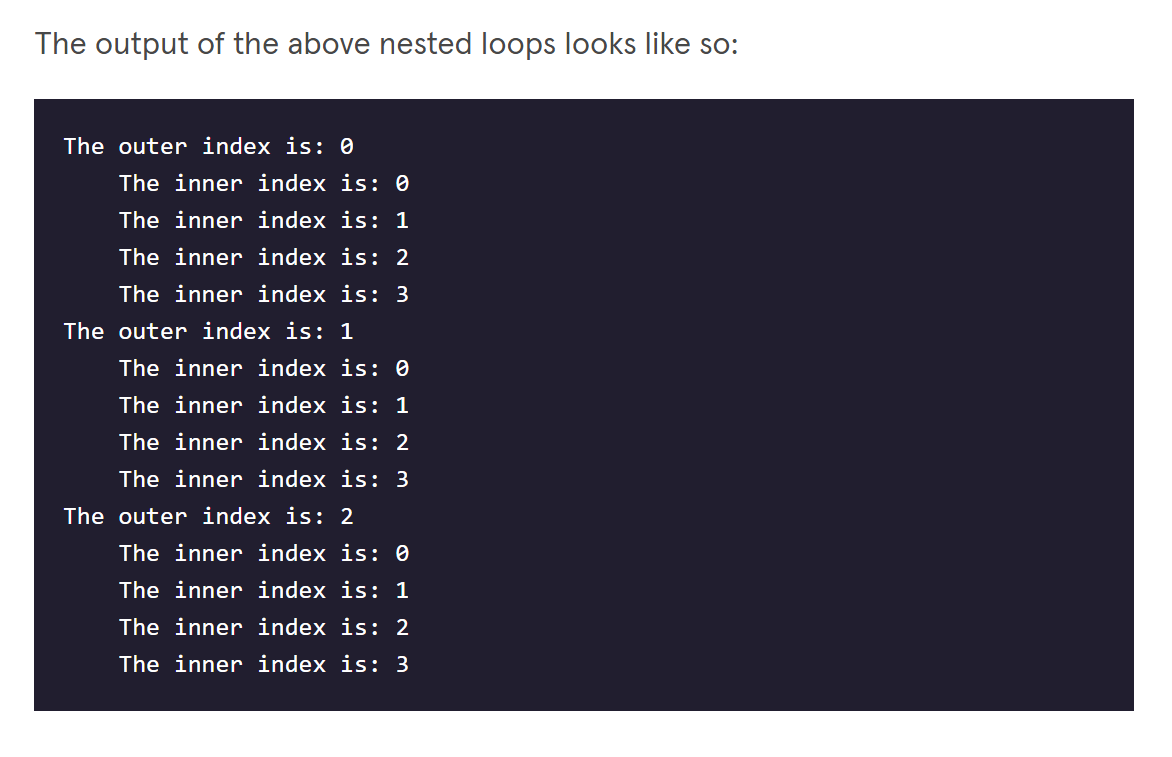 The output of the above nested loops looks like so:
The outer index is: 0
    The inner index is: 0
    The inner index is: 1
    The inner index is: 2
    The inner index is: 3
The outer index is: 1
    The inner index is: 0
    The inner index is: 1
    The inner index is: 2
    The inner index is: 3
The outer index is: 2
    The inner index is: 0
    The inner index is: 1
    The inner index is: 2
    The inner index is: 3